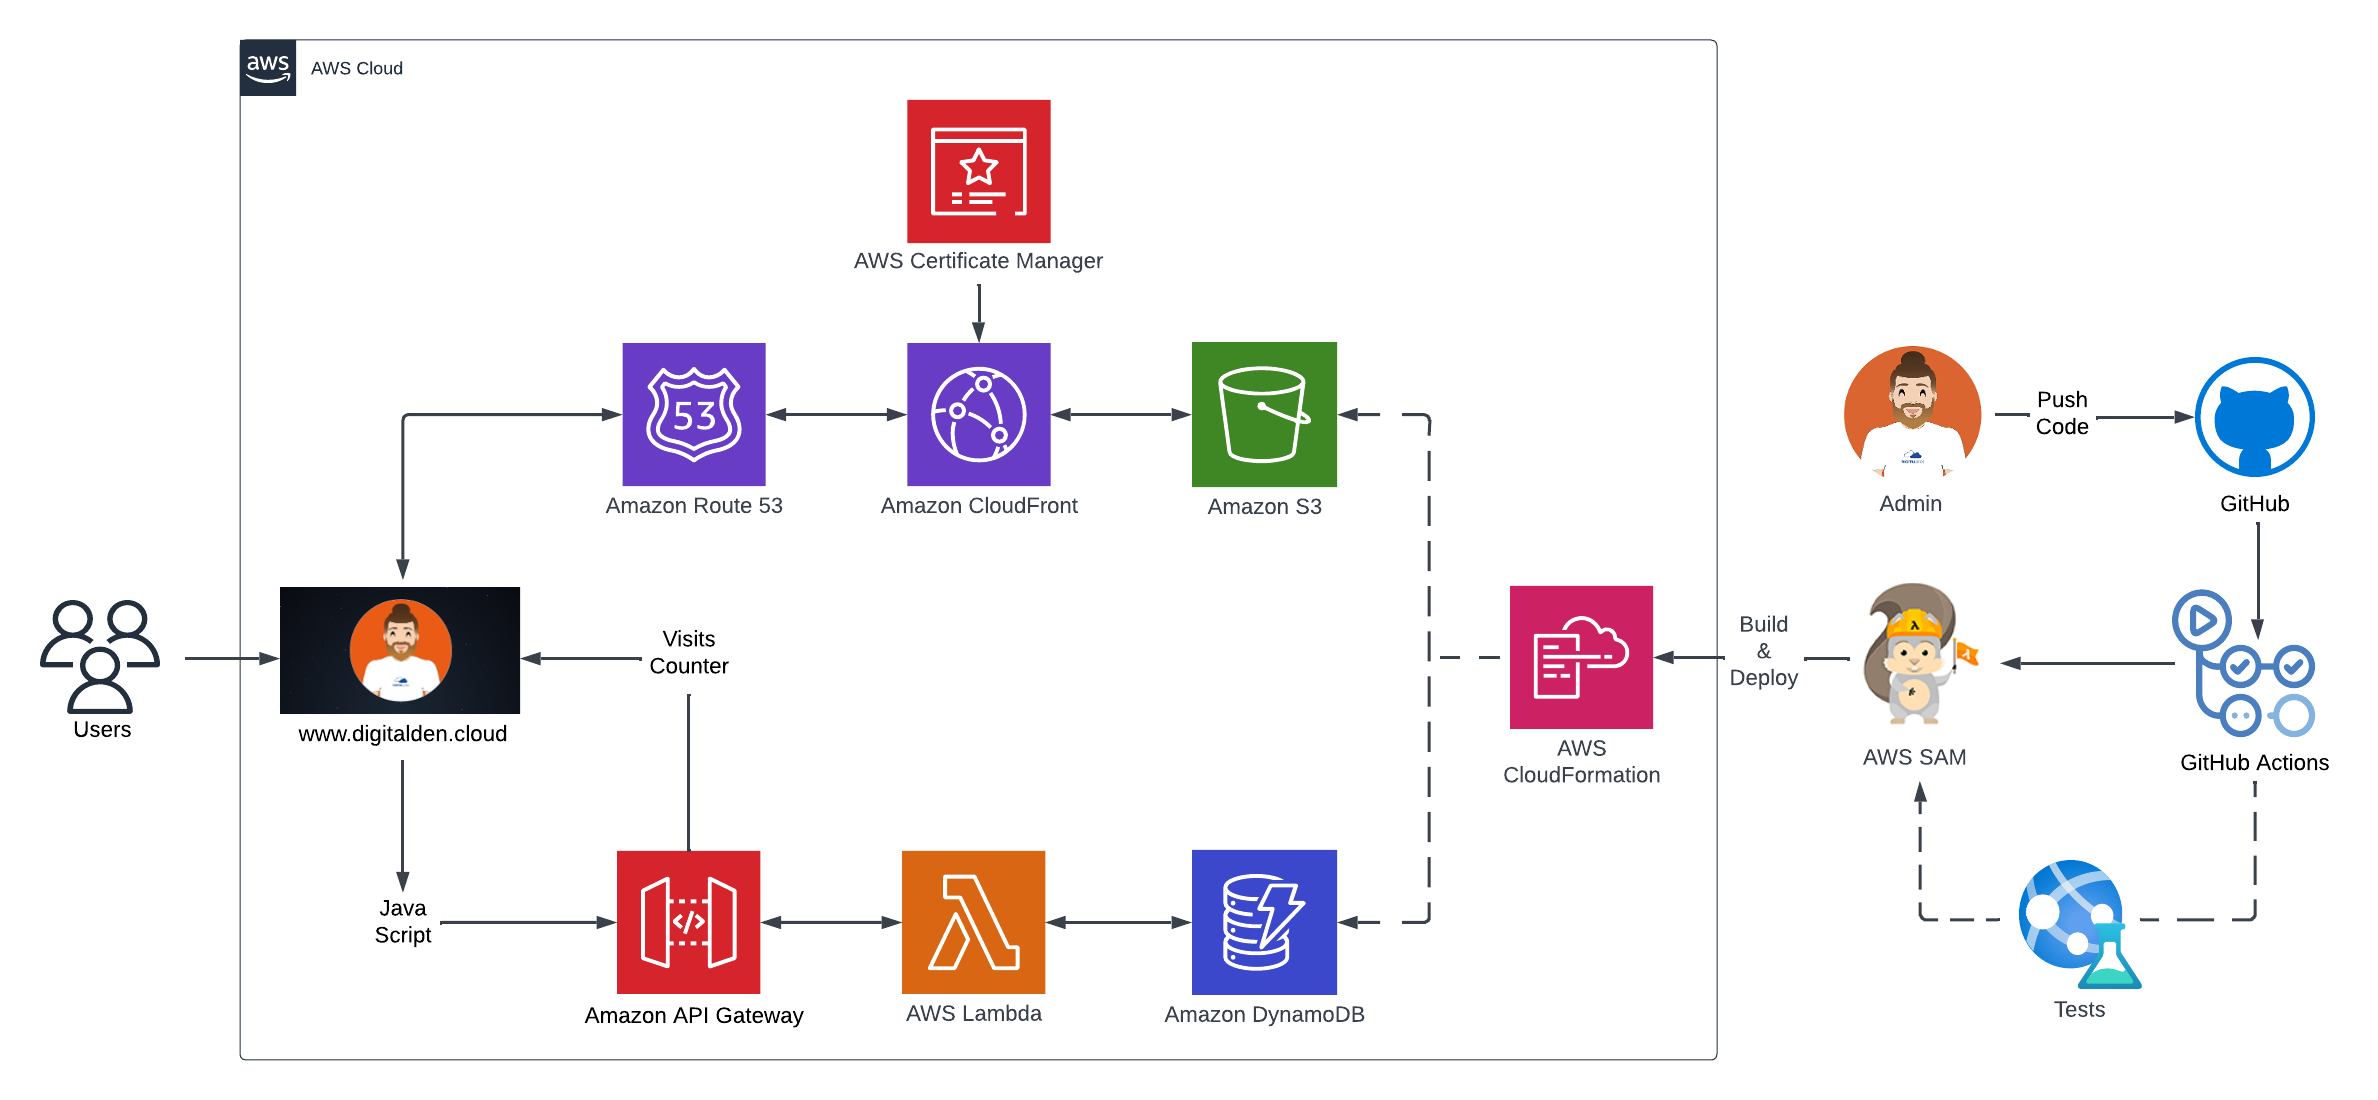 aws
AWS Cloud
AWS Certificate Manager
53
Amazon Route 53
Amazon CloudFront
Amazon S3
Push
Code
Admin
GitHub
Users
www.digitalden.cloud
Visits
Counter
AWS
CloudFormation
Build
&
Deploy
λ
λ
AWS SAM
GitHub Actions
Java
Script
</>
Amazon API Gateway
AWS Lambda
Amazon DynamoDB
Tests